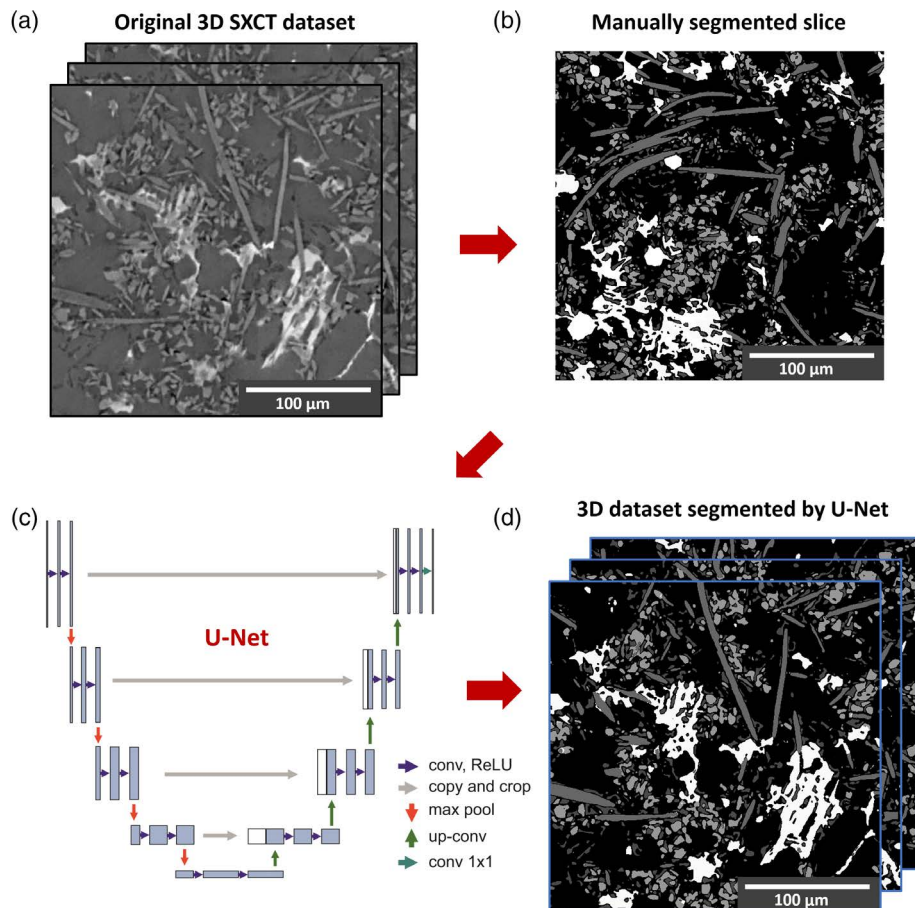 (a)
Original 3D SXCT dataset
100 µm
(b)
Manually segmented slice
100 µm
(c)
U-Net
conv, ReLU
copy and crop
max pool
up-conv
conv 1x1
(d)
3D dataset segmented by U-Net
100 µm